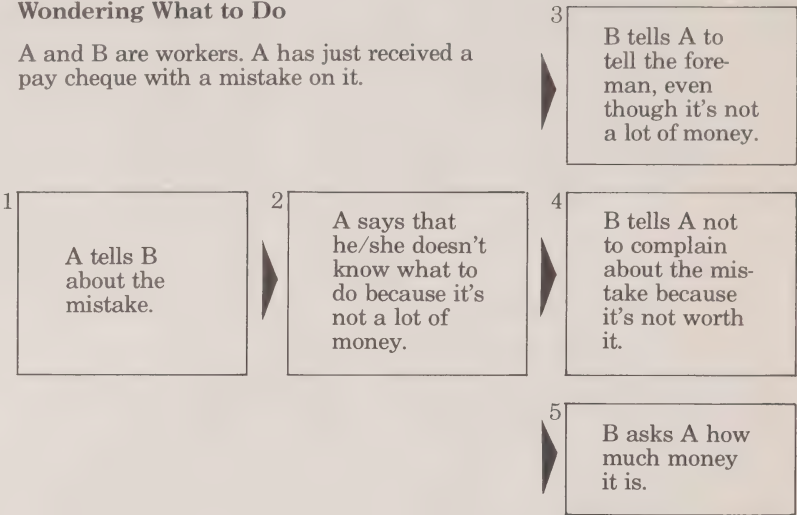 Wondering What to Do
A and B are workers. A has just received a
pay cheque with a mistake on it.
1
A tells B
about the
mistake.
2
A says that
he/she doesn't
know what to
do because it's
not a lot of
money.
3
B tells A to
tell the fore-
man, even
though it's not
a lot of money.
4
B tells A not
to complain
about the mis-
take because
it's not worth
it.
5
B asks A how
much money
it is.